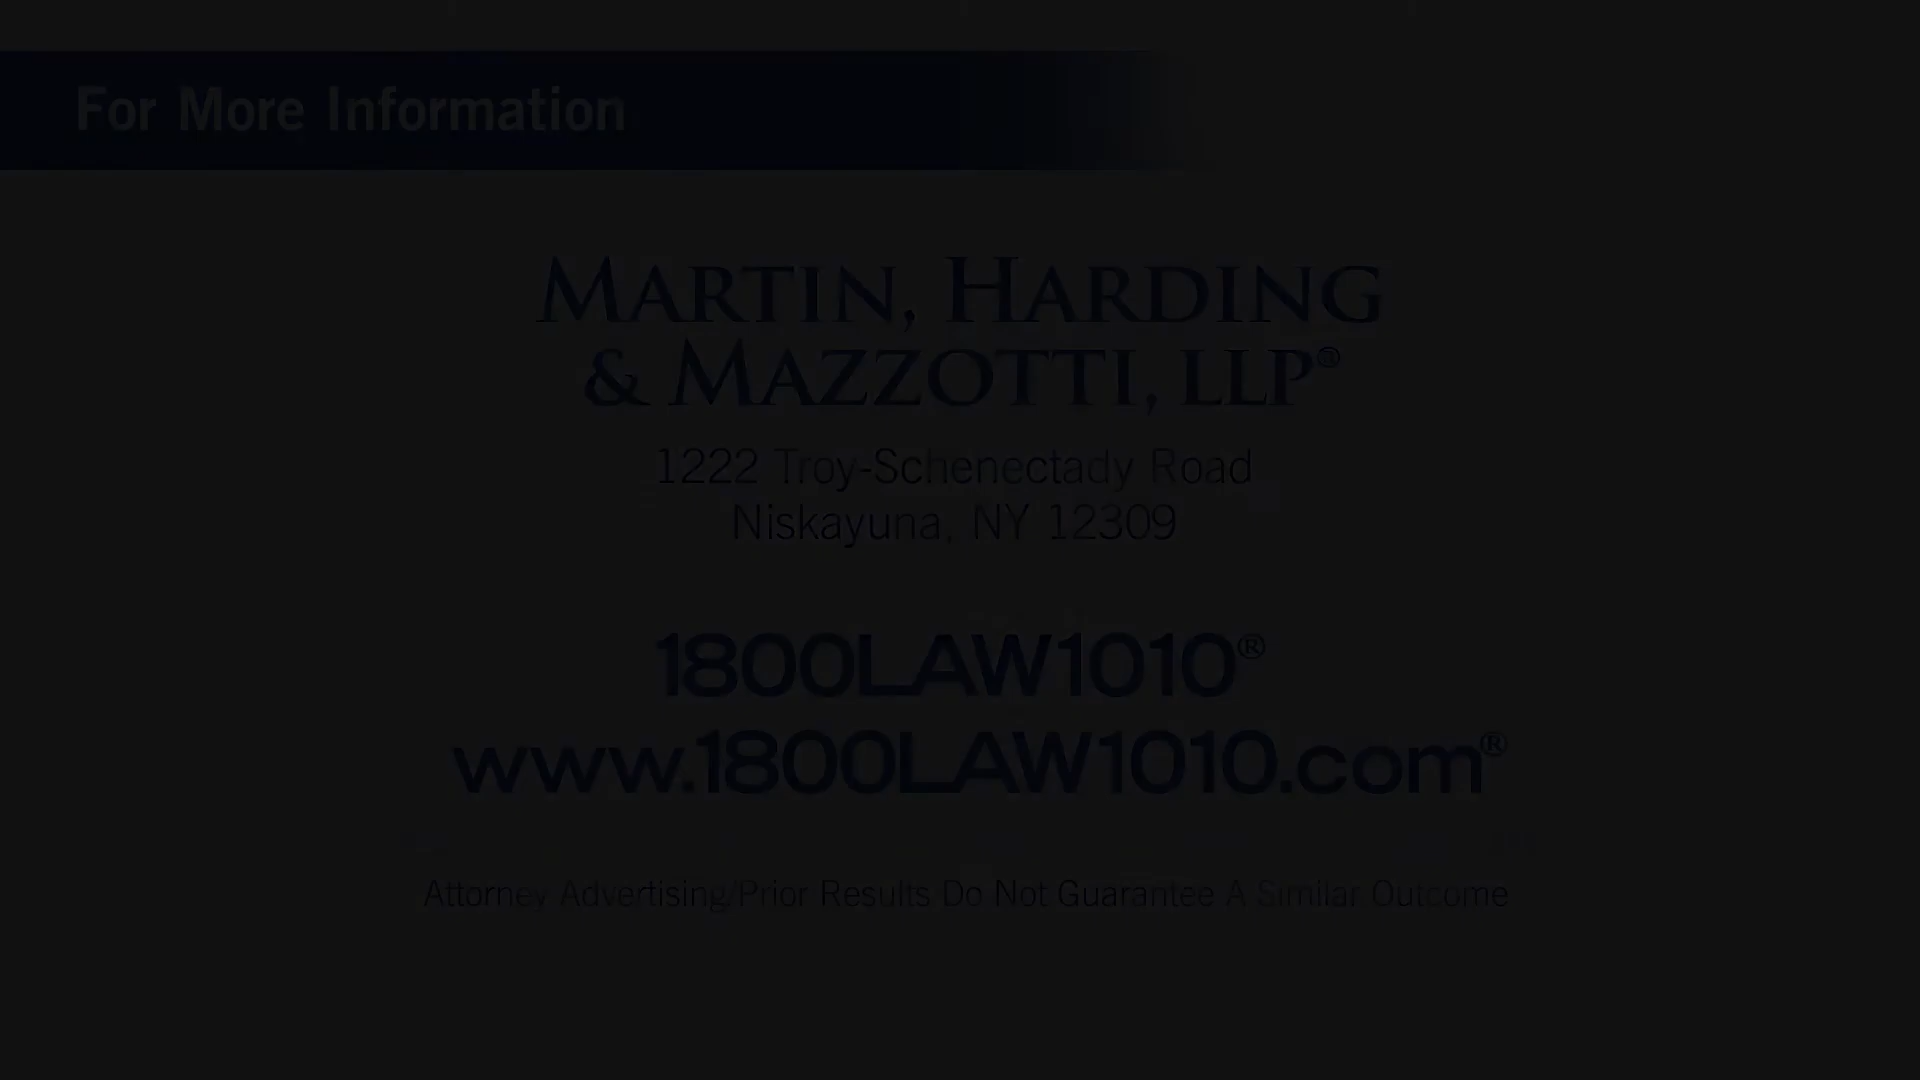 For More Information
MARTIN, HARDING
& MAZZOTTI, LLP®
1222 Troy-Schenectady Road
Niskayuna, NY 12309
1800LAW1010®
www.1800LAW1010.com®
Attorney Advertising/Prior Results Do Not Guarantee A Similar Outcome